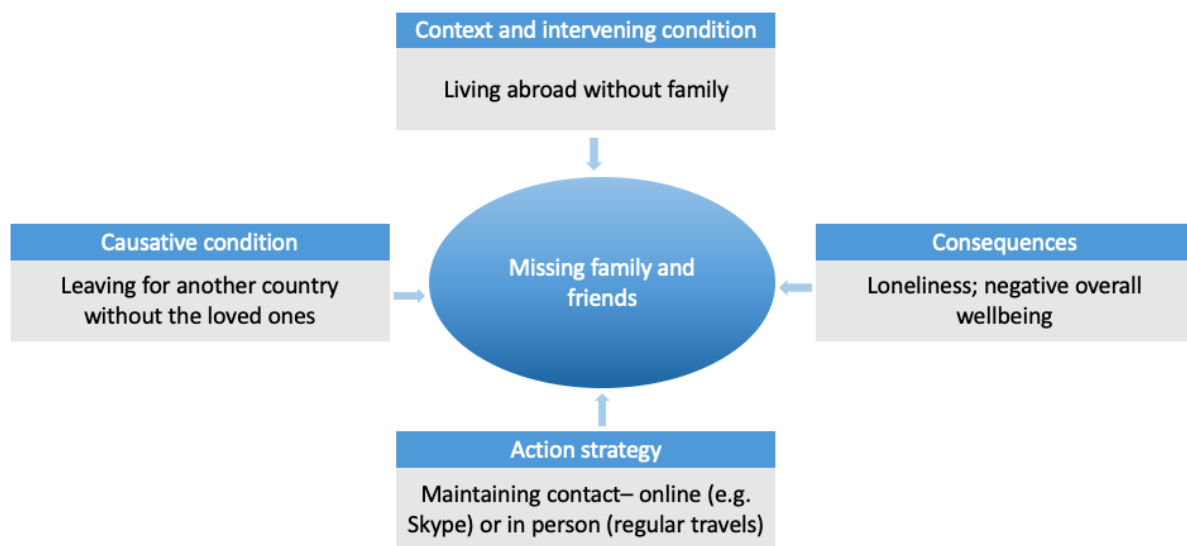 Context and intervening condition
Living abroad without family
Causative condition
Leaving for another country
without the loved ones
Missing family and
friends
Consequences
Loneliness; negative overall
wellbeing
Action strategy
Maintaining contact– online (e.g.
Skype) or in person (regular travels)